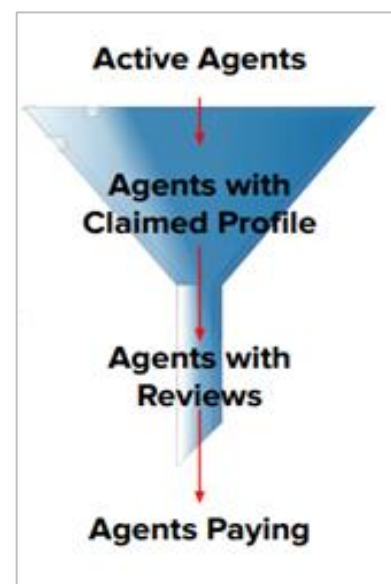 Active Agents
Agents with
Claimed Profile
Agents with
Reviews
Agents Paying